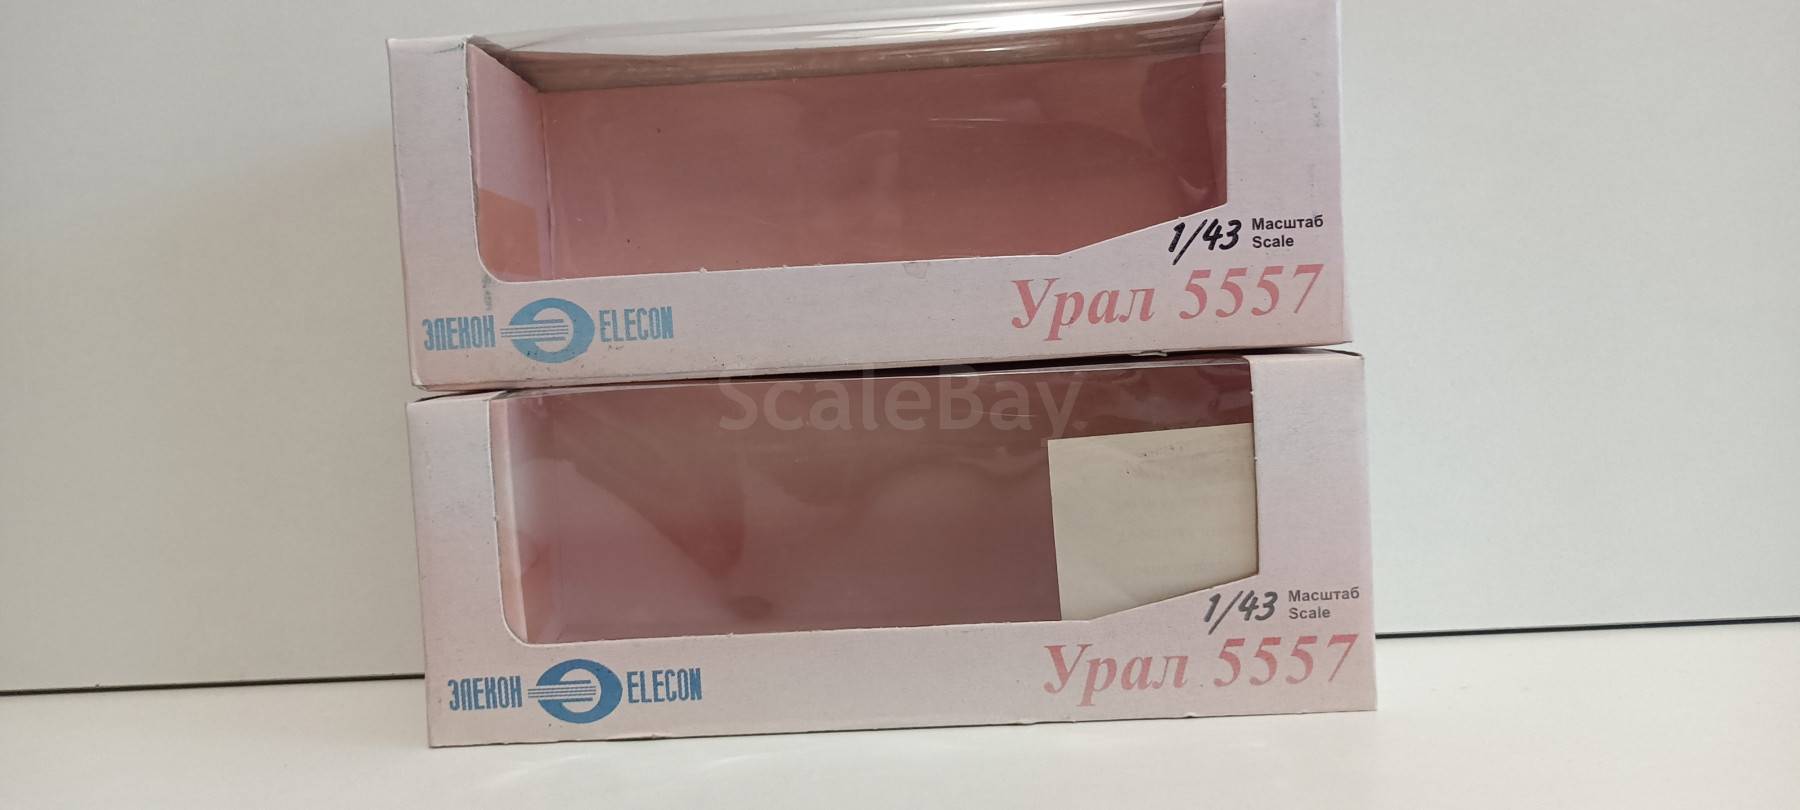 1/43 Масштаб
Scale
Урал 5557
ЭЛЕКОН ELECON
ScaleBay
1/43 Масштаб
Scale
Урал 5557
ЭЛЕКОН ELECON